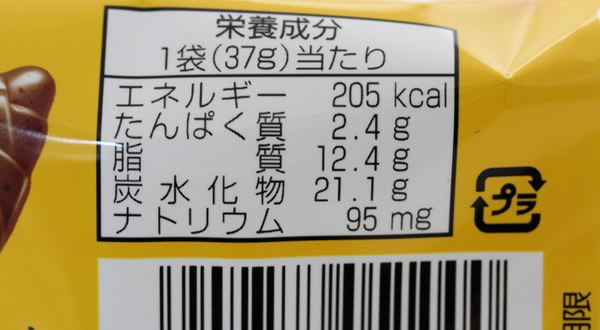 栄養成分
1袋(37g)当たり
エネルギー 205 kcal
たんぱく質 2.4 g
脂質 12.4 g
炭水化物 21.1 g
ナトリウム 95 mg
プラ
期限